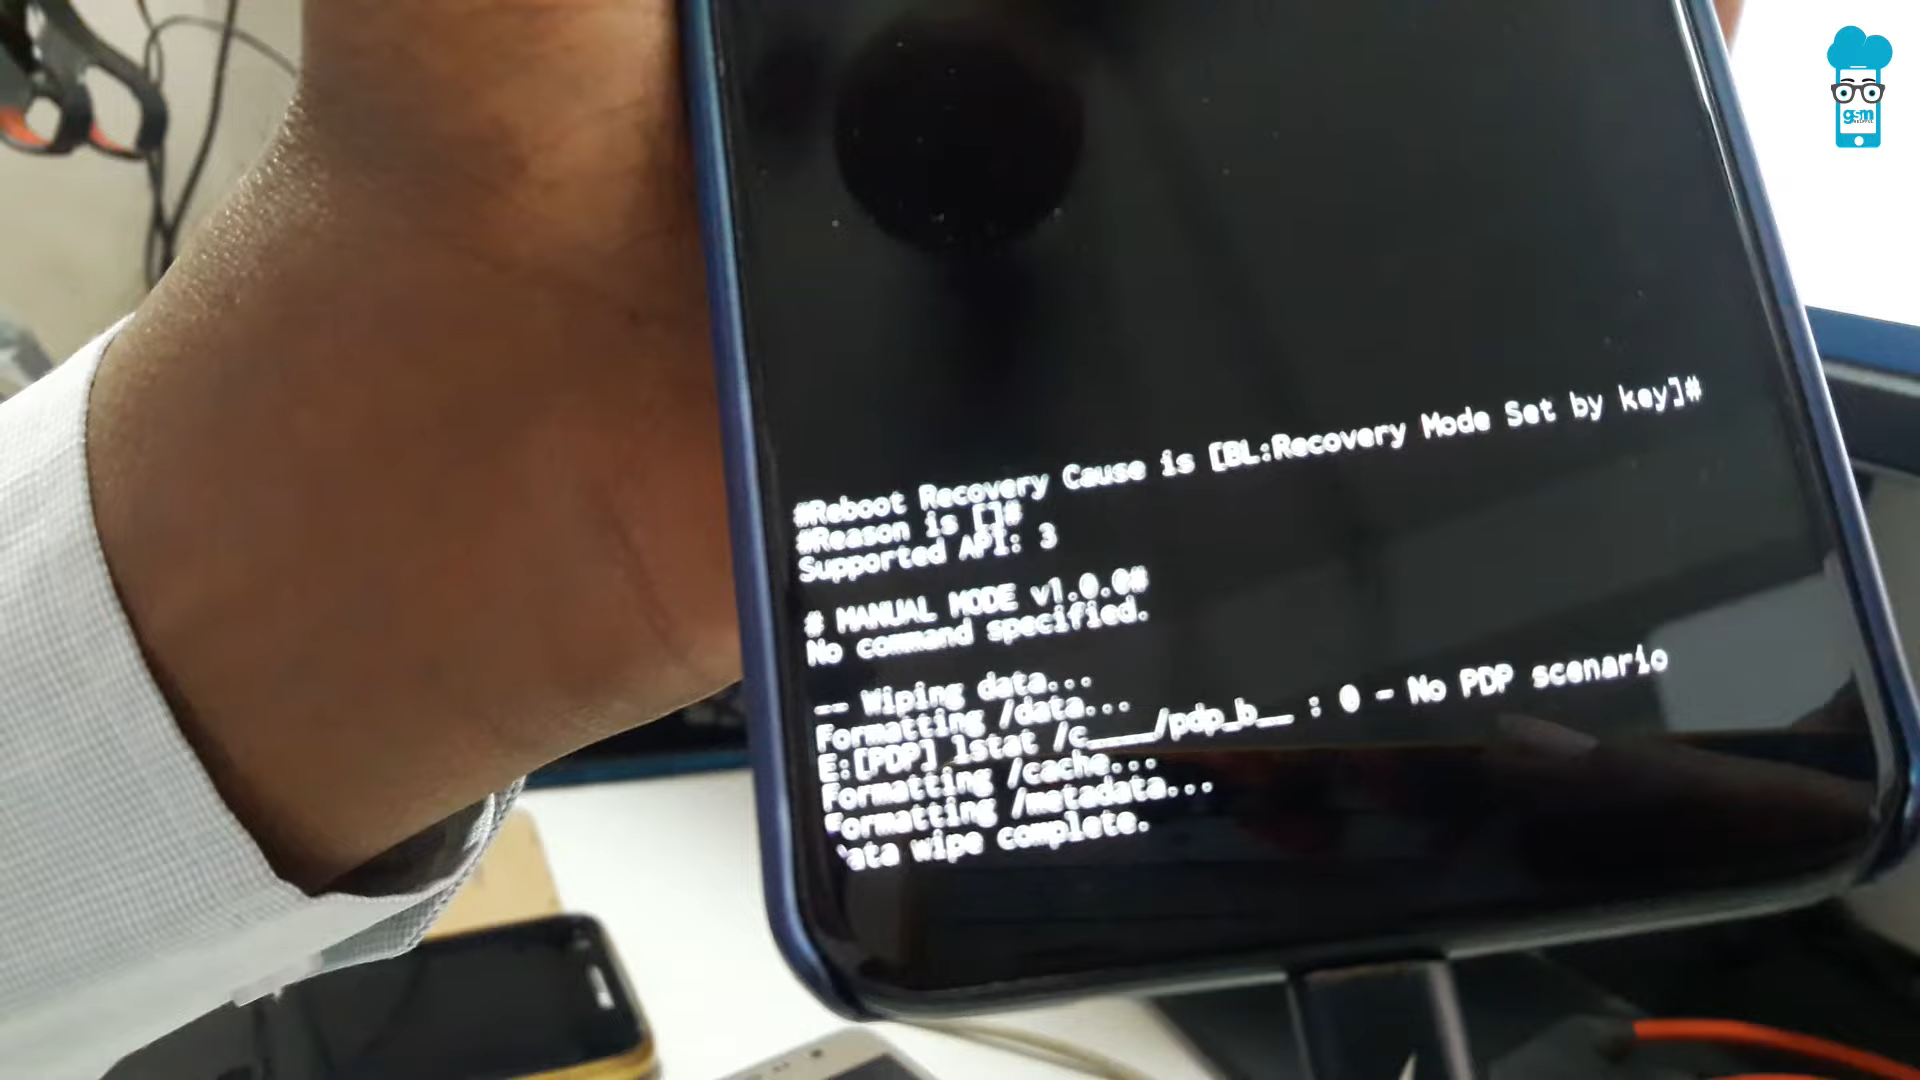 gsm
#Reboot Recovery Cause is [BL:Recovery Mode Set by key]#
#Reason is []#
Supported API: 3
# MANUAL MODE v1.0.0#
No command specified.
-- Wiping data...
Formatting /data...
E:[PDP] lstat /c____/pdp_b__ : 0 - No PDP scenario
Formatting /cache...
Formatting /metadata...
Data wipe complete.